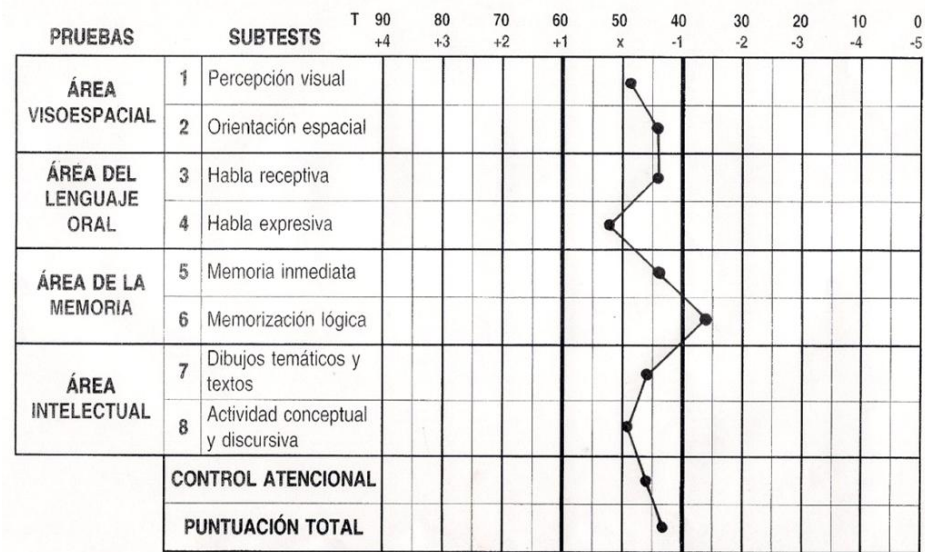 T 90 80 70 60 50 40 30 20 10 0
PRUEBAS SUBTESTS +4 +3 +2 +1 x -1 -2 -3 -4 -5
ÁREA VISOESPACIAL
1 Percepción visual
2 Orientación espacial
ÁREA DEL LENGUAJE ORAL
3 Habla receptiva
4 Habla expresiva
ÁREA DE LA MEMORIA
5 Memoria inmediata
6 Memorización lógica
ÁREA INTELECTUAL
7 Dibujos temáticos y
textos
8 Actividad conceptual
y discursiva
CONTROL ATENCIONAL
PUNTUACIÓN TOTAL